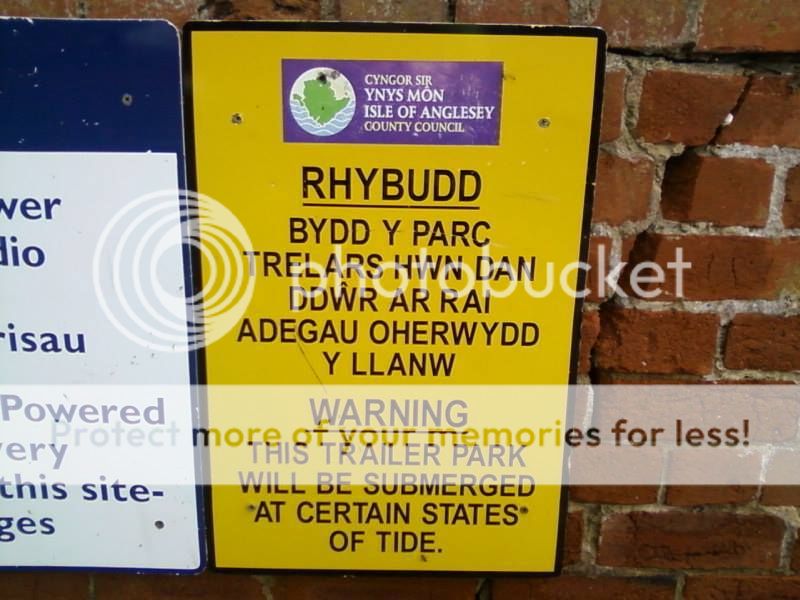 wer
dio
risau
Powered
very
this site-
ges
CYNGOR SIR
YNYS MÔN
ISLE OF ANGLESEY
COUNTY COUNCIL
RHYBUDD
BYDD Y PARC
TRELARS HWN DAN
DDŴR AR RAI
ADEGAU OHERWYDD
Y LLANW
WARNING
THIS TRAILER PARK
WILL BE SUBMERGED
AT CERTAIN STATES
OF TIDE.
photobucket
Protect more of your memories for less!